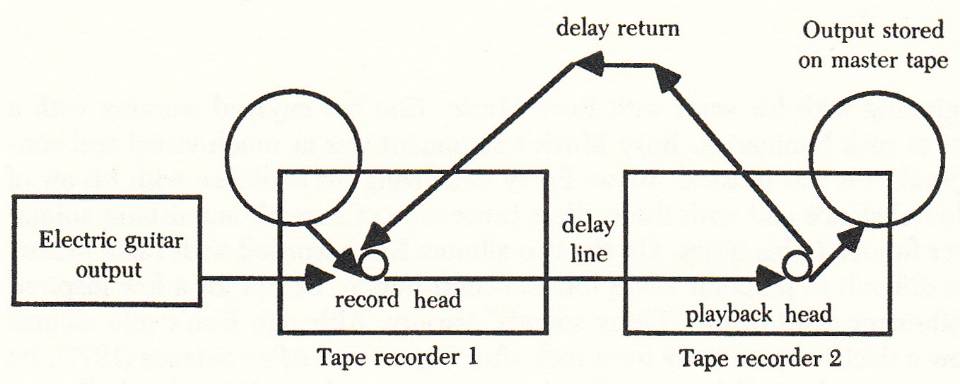 delay return
Output stored
on master tape
Electric guitar
output
delay
line
record head
playback head
Tape recorder 1
Tape recorder 2